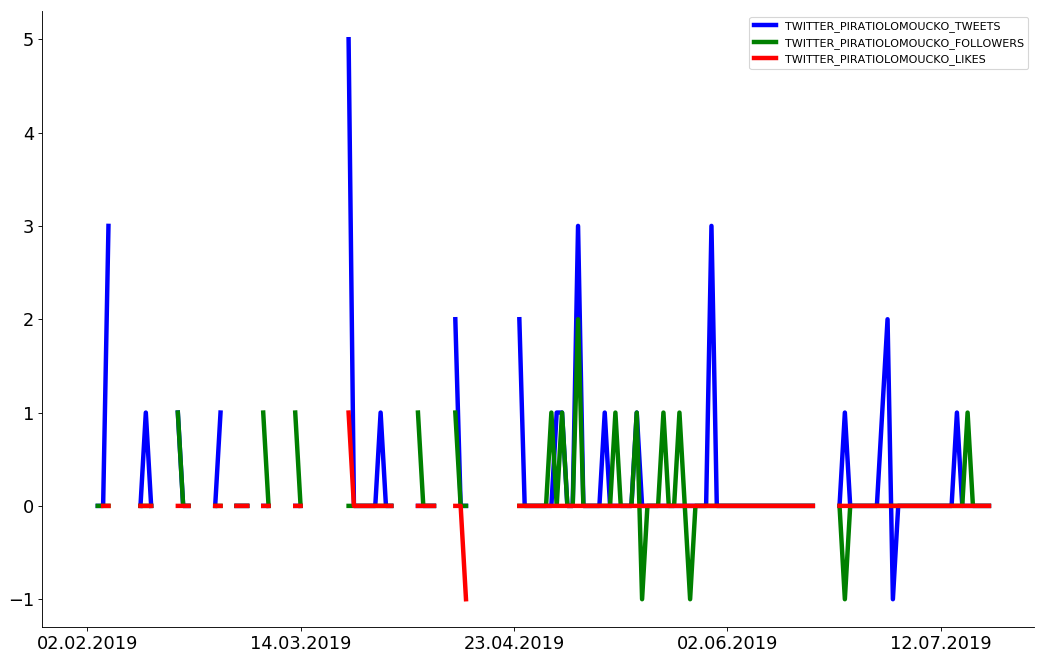 TWITTER_PIRATIOLOMOUCKO_TWEETS
TWITTER_PIRATIOLOMOUCKO_FOLLOWERS
TWITTER_PIRATIOLOMOUCKO_LIKES
5
4
3
2
1
0
−1
02.02.2019 14.03.2019 23.04.2019 02.06.2019 12.07.2019